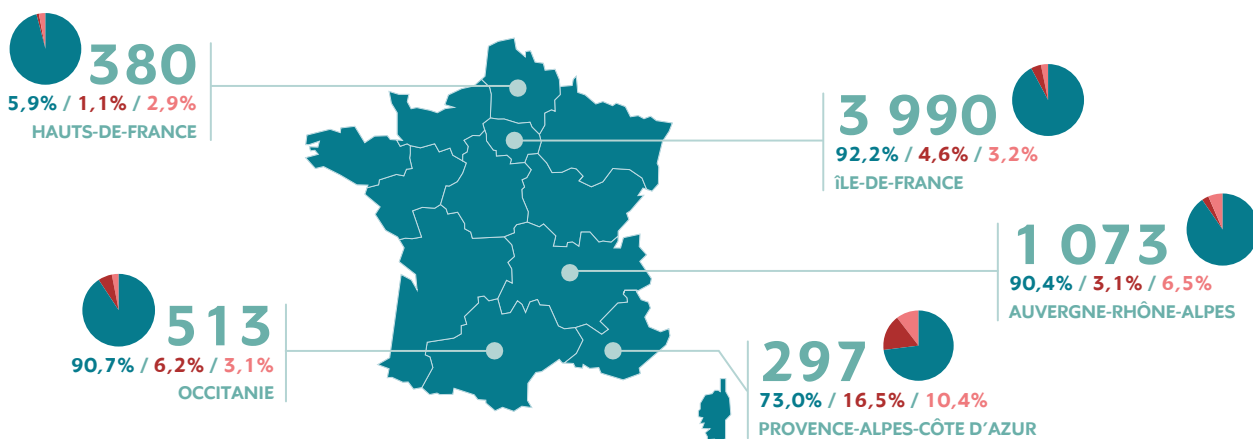 380
5,9% / 1,1% / 2,9%
HAUTS-DE-FRANCE
3 990
92,2% / 4,6% / 3,2%
îLE-DE-FRANCE
1 073
90,4% / 3,1% / 6,5%
AUVERGNE-RHÔNE-ALPES
513
90,7% / 6,2% / 3,1%
OCCITANIE
297
73,0% / 16,5% / 10,4%
PROVENCE-ALPES-CÔTE D'AZUR